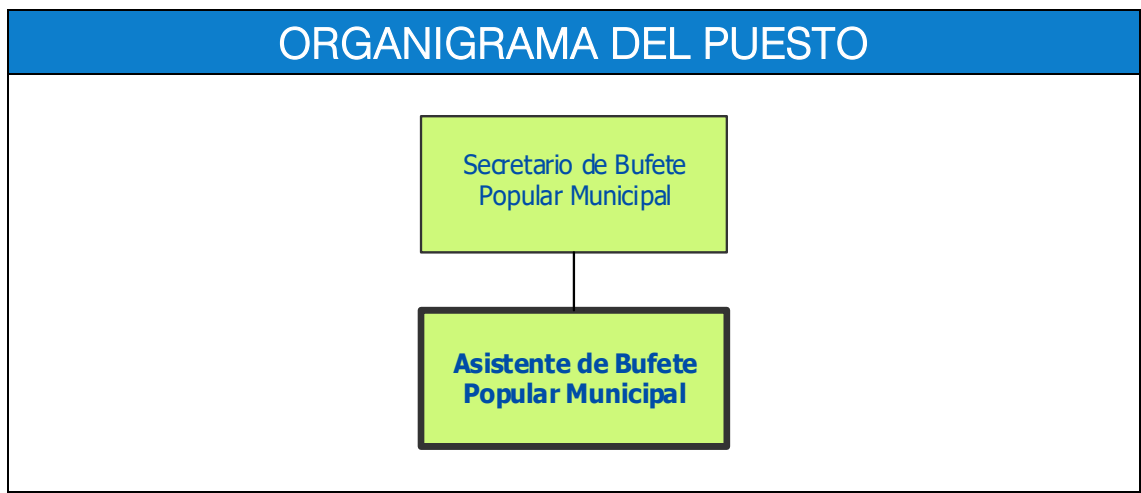 ORGANIGRAMA DEL PUESTO
Secretario de Bufete
Popular Municipal
Asistente de Bufete
Popular Municipal